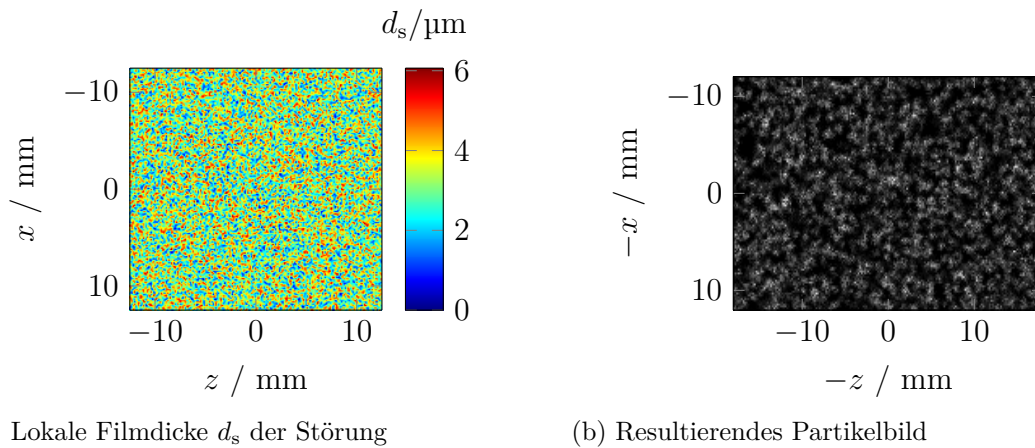 d_s/µm
−10
0
10
x / mm
−10
0
10
z / mm
6
4
2
0
−10
0
10
−x / mm
−10
0
10
−z / mm
Lokale Filmdicke d_s der Störung
(b) Resultierendes Partikelbild